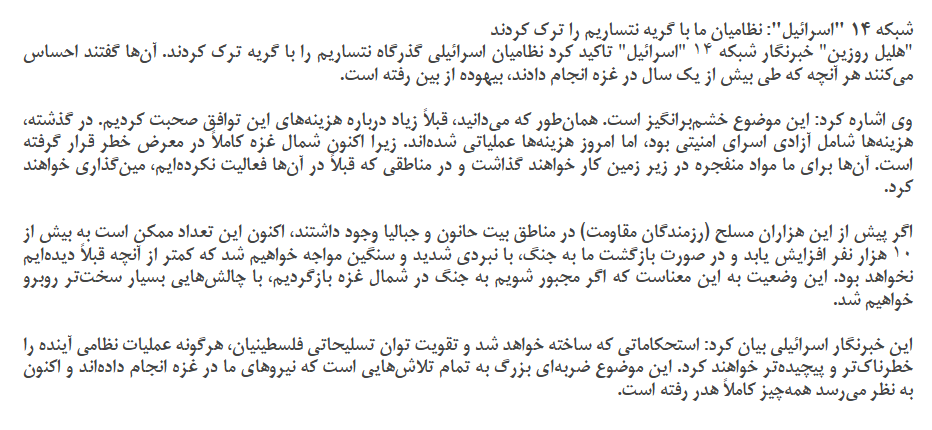 شبکه ۱۴ "اسرائیل": نظامیان ما با گریه نتساریم را ترک کردند
"هلیل روزین" خبرنگار شبکه ۱۴ "اسرائیل" تاکید کرد نظامیان اسرائیلی گذرگاه نتساریم را با گریه ترک کردند. آن‌ها گفتند احساس
می‌کنند هر آنچه که طی بیش از یک سال در غزه انجام دادند، بیهوده از بین رفته است.
وی اشاره کرد: این موضوع خشم‌برانگیز است. همان‌طور که می‌دانید، قبلاً زیاد درباره هزینه‌های این توافق صحبت کردیم. در گذشته،
هزینه‌ها شامل آزادی اسرای امنیتی بود، اما امروز هزینه‌ها عملیاتی شده‌اند. زیرا اکنون شمال غزه کاملاً در معرض خطر قرار گرفته
است. آن‌ها برای ما مواد منفجره در زیر زمین کار خواهند گذاشت و در مناطقی که قبلاً در آن‌ها فعالیت نکرده‌ایم، مین‌گذاری خواهند
کرد.
اگر پیش از این هزاران مسلح (رزمندگان مقاومت) در مناطق بیت حانون و جبالیا وجود داشتند، اکنون این تعداد ممکن است به بیش از
۱۰ هزار نفر افزایش یابد و در صورت بازگشت ما به جنگ، با نبردی شدید و سنگین مواجه خواهیم شد که کمتر از آنچه قبلاً دیده‌ایم
نخواهد بود. این وضعیت به این معناست که اگر مجبور شویم به جنگ در شمال غزه بازگردیم، با چالش‌هایی بسیار سخت‌تر روبرو
خواهیم شد.
این خبرنگار اسرائیلی بیان کرد: استحکاماتی که ساخته خواهد شد و تقویت توان تسلیحاتی فلسطینیان، هرگونه عملیات نظامی آینده را
خطرناک‌تر و پیچیده‌تر خواهند کرد. این موضوع ضربه‌ای بزرگ به تمام تلاش‌هایی است که نیروهای ما در غزه انجام داده‌اند و اکنون
به نظر می‌رسد همه‌چیز کاملاً هدر رفته است.